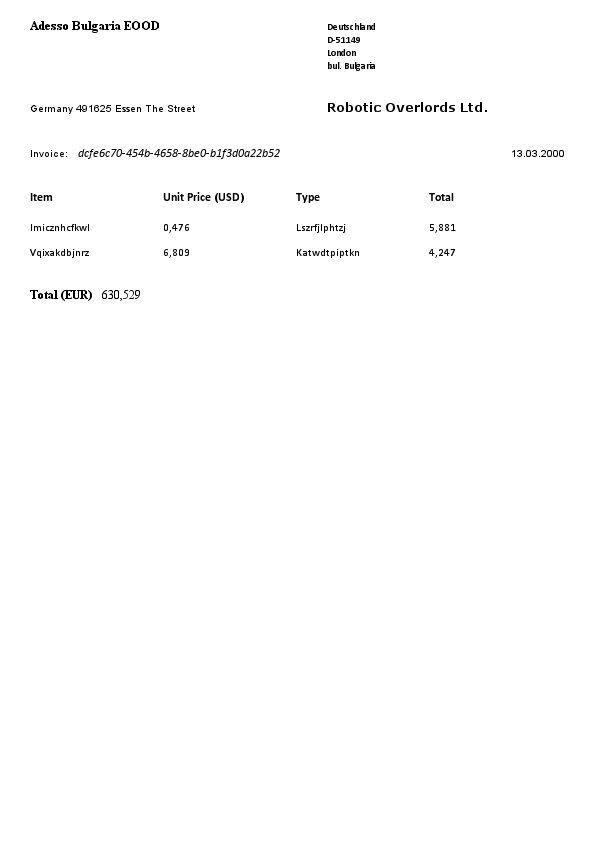 Adesso Bulgaria EOOD
Deutschland
D-51149
London
bul. Bulgaria
Germany 491625 Essen The Street
Robotic Overlords Ltd.
Invoice: dcfe6c70-454b-4658-8be0-b1f3d0a22b52 13.03.2000
Item Unit Price (USD) Type Total
Imicznhcfkwl 0,476 Lszrfjlphtzj 5,881
Vqixakdbjnrz 6,809 Katwdtpiptkn 4,247
Total (EUR) 630,529